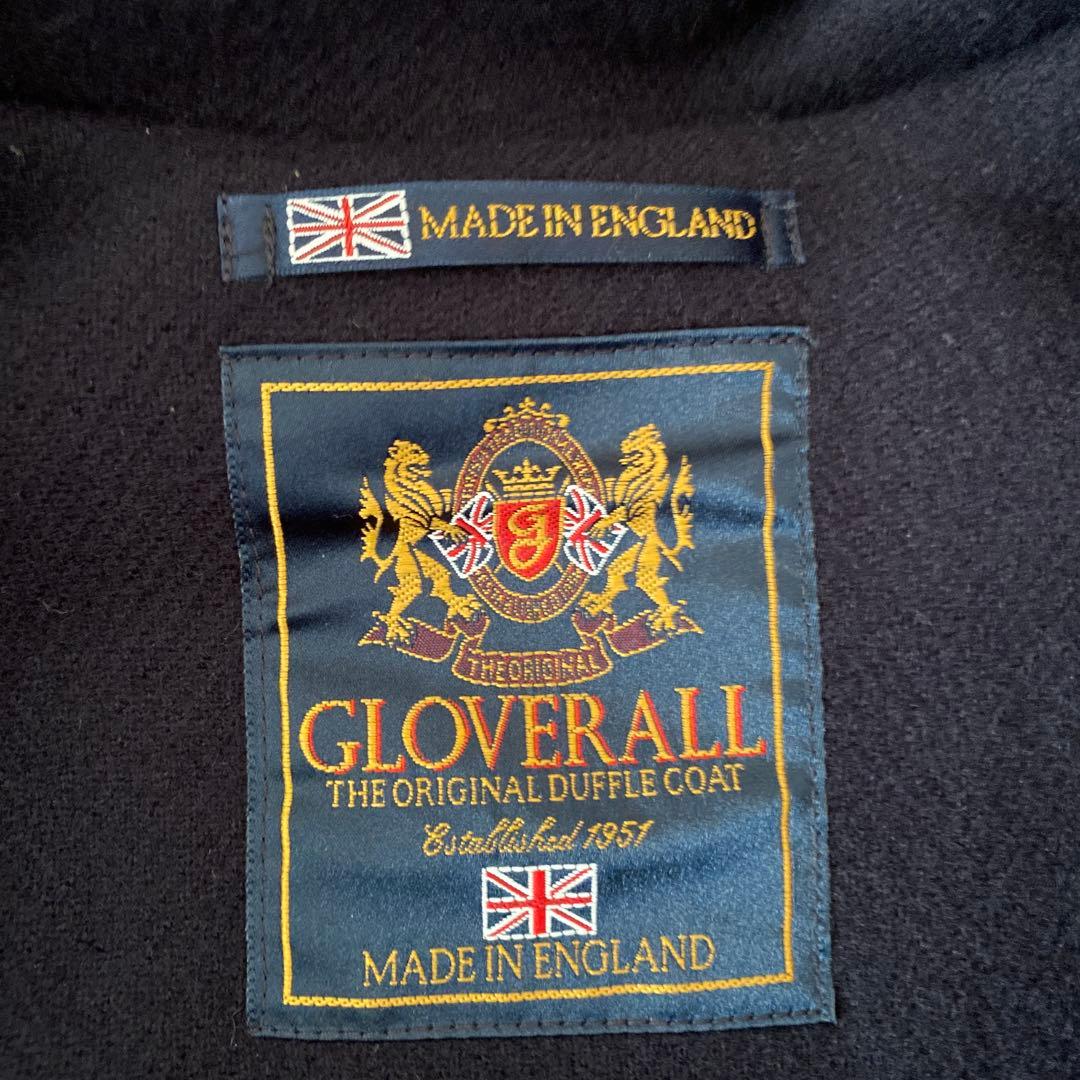 MADE IN ENGLAND
G
THE ORIGINAL
GLOVERALL
THE ORIGINAL DUFFLE COAT
Established 1951
MADE IN ENGLAND